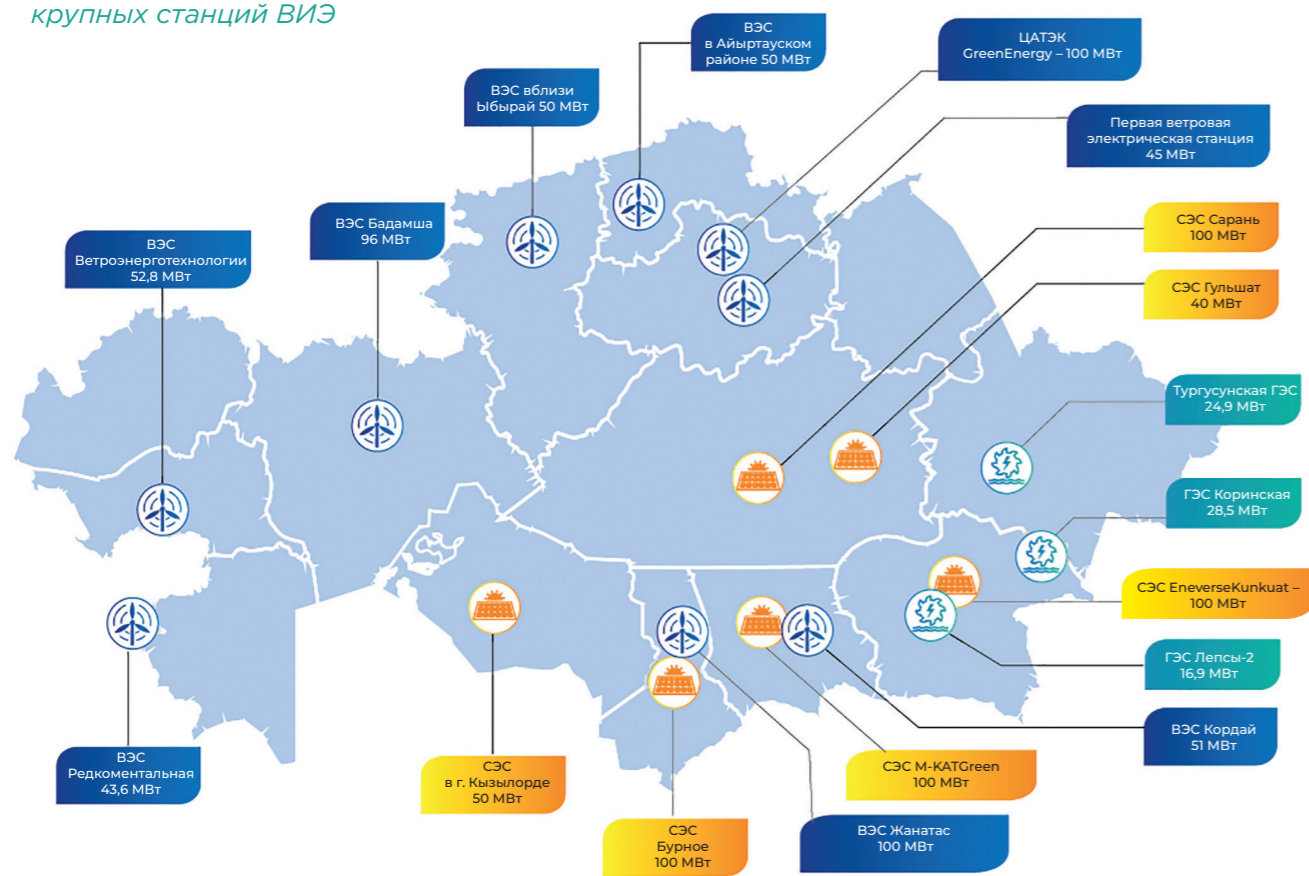 крупных станций ВИЭ
ВЭС
в Айыртауском
районе 50 МВт
ЦАТЭК
GreenEnergy – 100 МВт
ВЭС вблизи
Ыбырай 50 МВт
Первая ветровая
электрическая станция
45 МВт
ВЭС Бадамша
96 МВт
СЭС Сарань
100 МВт
ВЭС
Ветроэнерготехнологии
52,8 МВт
СЭС Гульшат
40 МВт
Тургусунская ГЭС
24,9 МВт
ГЭС Коринская
28,5 МВт
СЭС EneverseKunkuat –
100 МВт
ГЭС Лепсы-2
16,9 МВт
ВЭС Кордай
51 МВт
ВЭС
Редкоментальная
43,6 МВт
СЭС
в г. Кызылорде
50 МВт
СЭС M-KATGreen
100 МВт
СЭС
Бурное
100 МВт
ВЭС Жанатас
100 МВт